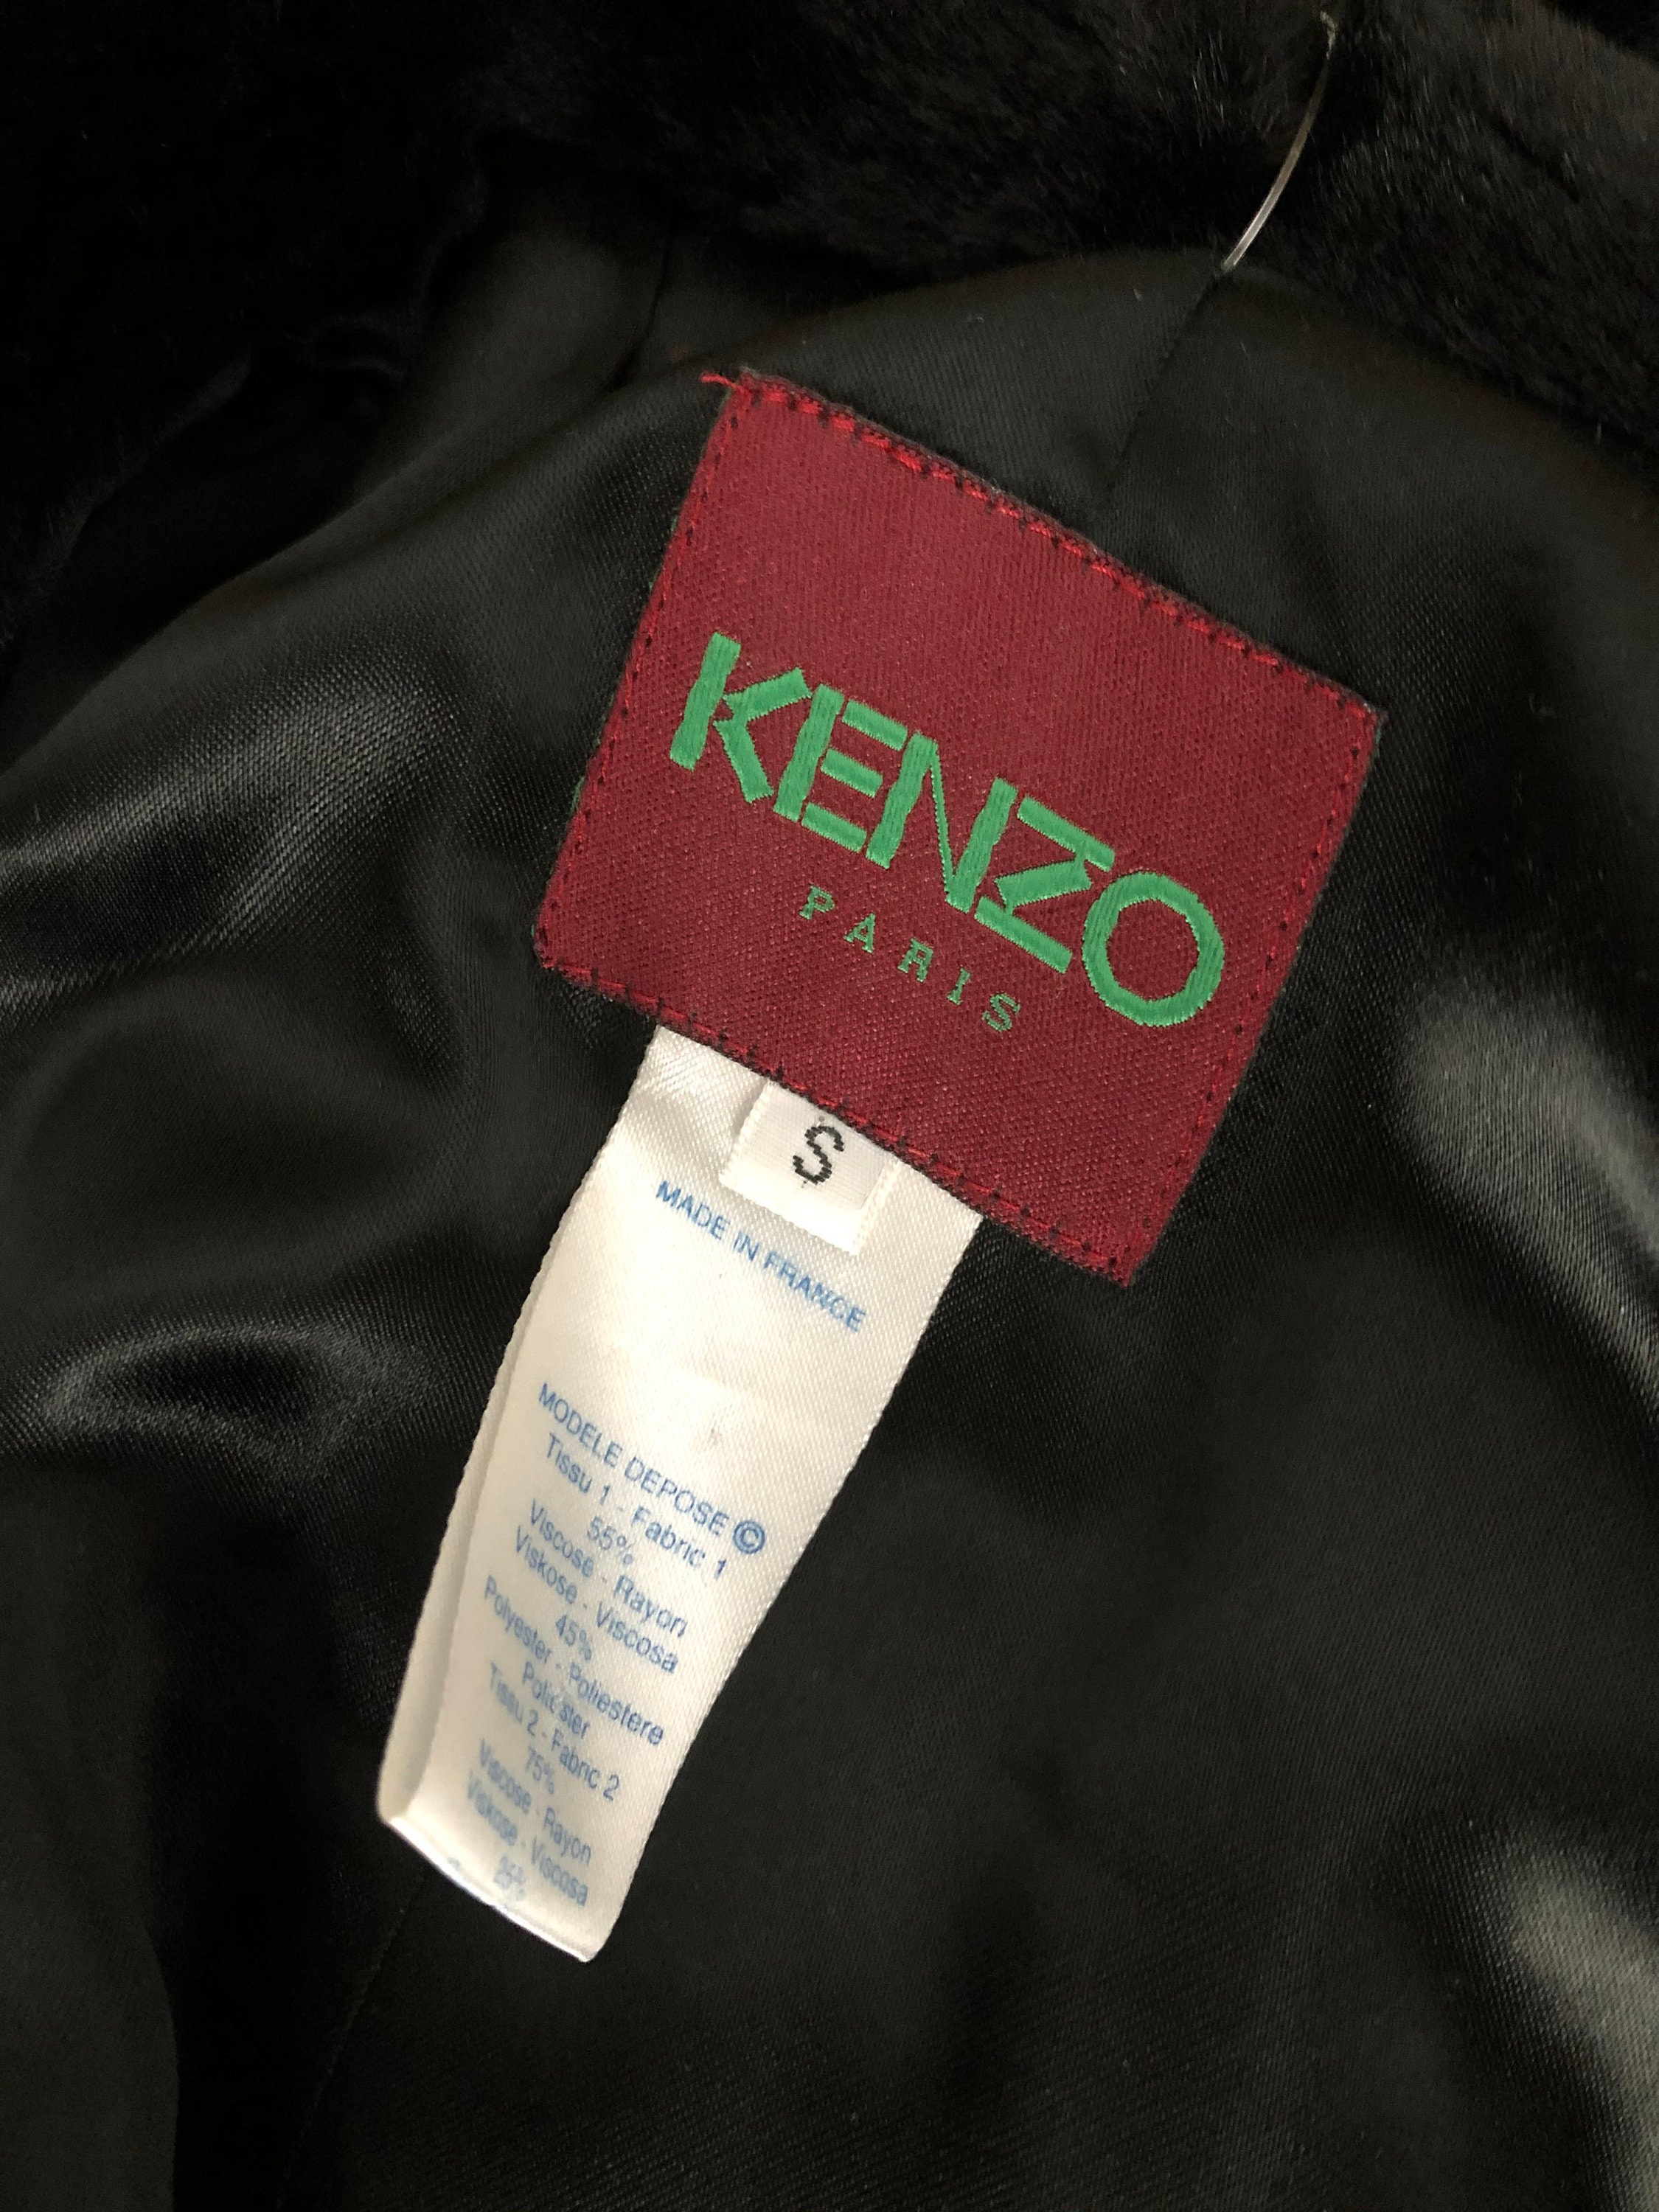 KENZO
PARIS
S
MADE IN FRANCE
MODELE DEPOSE ©
Tissu 1 - Fabric 1
55%
Viscose - Rayon
Viskose - Viscosa
45%
Polyester - Poliestere
Poliester
Tissu 2 - Fabric 2
75%
Viscose - Rayon
Viskose - Viscosa